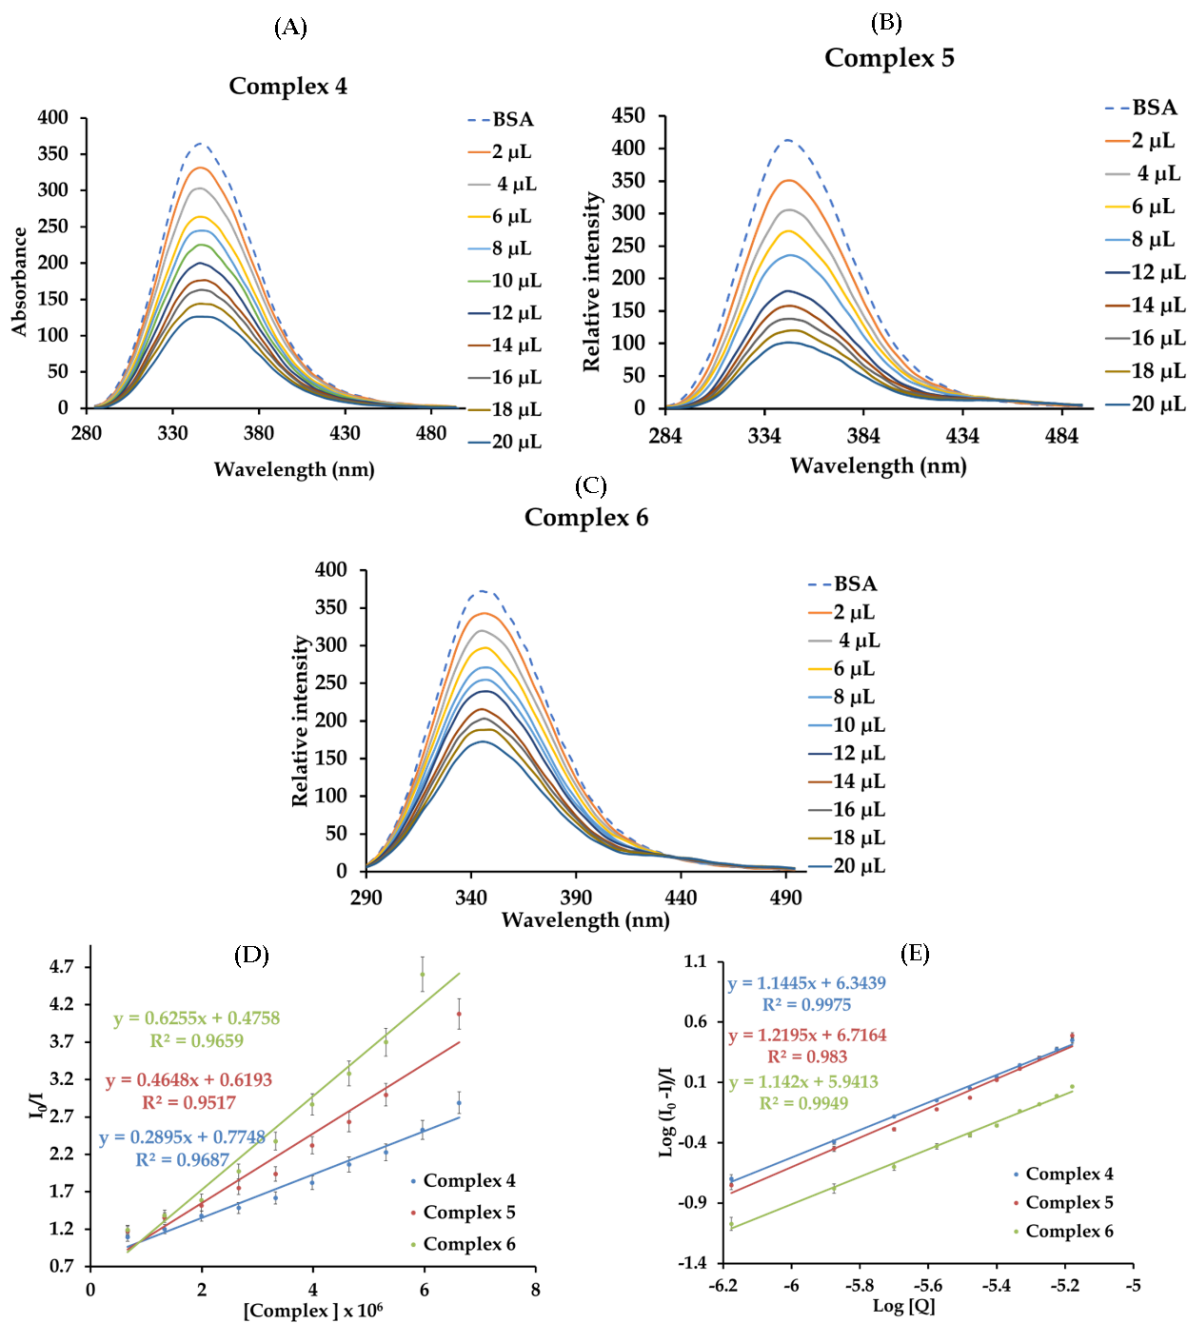 (A)
Complex 4
400
350
300
250
200
150
100
50
0
280
330
380
430
480
Absorbance
Wavelength (nm)
BSA
2 μL
4 μL
6 μL
8 μL
10 μL
12 μL
14 μL
16 μL
18 μL
20 μL
(B)
Complex 5
450
400
350
300
250
200
150
100
50
0
284
334
384
434
484
Relative intensity
Wavelength (nm)
BSA
2 μL
4 μL
6 μL
8 μL
12 μL
14 μL
16 μL
18 μL
20 μL
(C)
Complex 6
400
350
300
250
200
150
100
50
0
290
340
390
440
490
Relative intensity
Wavelength (nm)
BSA
2 μL
4 μL
6 μL
8 μL
10 μL
12 μL
14 μL
16 μL
18 μL
20 μL
(D)
4.7
4.2
3.7
3.2
2.7
2.2
1.7
1.2
0.7
0
2
4
6
8
I₀/I
[Complex ] x 10⁶
y = 0.6255x + 0.4758
R² = 0.9659
y = 0.4648x + 0.6193
R² = 0.9517
y = 0.2895x + 0.7748
R² = 0.9687
Complex 4
Complex 5
Complex 6
(E)
1.1
0.6
0.1
-0.4
-0.9
-1.4
-6.2
-6
-5.8
-5.6
-5.4
-5.2
-5
Log (I₀ -I)/I
Log [Q]
y = 1.1445x + 6.3439
R² = 0.9975
y = 1.2195x + 6.7164
R² = 0.983
y = 1.142x + 5.9413
R² = 0.9949
Complex 4
Complex 5
Complex 6